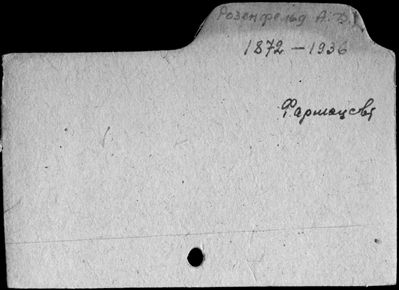 Розенфельд А. В.
1872 – 1936
Фармацевт